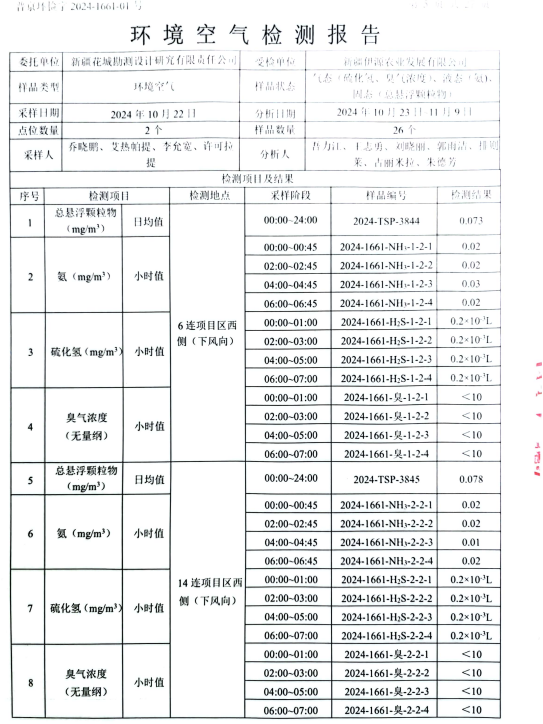 普京环检字 2024-1661-01 号
环境空气检测报告
委托单位 新疆花城勘测设计研究有限责任公司 受检单位 新疆伊源农业发展有限公司
样品类型 环境空气 样品状态 气态（硫化氢、臭气浓度）、液态（氨）、
固态（总悬浮颗粒物）
采样日期 2024 年 10 月 22 日 分析日期 2024 年 10 月 23 日-11 月 9 日
点位数量 2 个 样品数量 26 个
采样人 乔晓鹏、艾热帕提、李允宽、许可拉
提 分析人 王志勇、刘晓丽、郭雨洁、
莱、古丽米拉、朱德芳
检测项目及结果
序号 检测项目 检测地点 采样阶段 样品编号 检测结果
1 总悬浮颗粒物
（mg/m³） 日均值 00:00~24:00 2024-TSP-3844 0.073
2 氨（mg/m³） 小时值 00:00~00:45 2024-1661-NH₃-1-2-1 0.02
02:00~02:45 2024-1661-NH₃-1-2-2 0.02
04:00~04:45 2024-1661-NH₃-1-2-3 0.03
06:00~06:45 2024-1661-NH₃-1-2-4 0.02
6 连项目区西
侧（下风向）
3 硫化氢（mg/m³） 小时值 00:00~01:00 2024-1661-H₂S-1-2-1 0.2×10⁻³L
02:00~03:00 2024-1661-H₂S-1-2-2 0.2×10⁻³L
04:00~05:00 2024-1661-H₂S-1-2-3 0.2×10⁻³L
06:00~07:00 2024-1661-H₂S-1-2-4 0.2×10⁻³L
4 臭气浓度
（无量纲） 小时值 00:00~01:00 2024-1661-臭-1-2-1 ＜10
02:00~03:00 2024-1661-臭-1-2-2 ＜10
04:00~05:00 2024-1661-臭-1-2-3 ＜10
06:00~07:00 2024-1661-臭-1-2-4 ＜10
5 总悬浮颗粒物
（mg/m³） 日均值 00:00~24:00 2024-TSP-3845 0.078
6 氨（mg/m³） 小时值 00:00~00:45 2024-1661-NH₃-2-2-1 0.02
02:00~02:45 2024-1661-NH₃-2-2-2 0.02
04:00~04:45 2024-1661-NH₃-2-2-3 0.01
06:00~06:45 2024-1661-NH₃-2-2-4 0.02
14 连项目区西
侧（下风向）
7 硫化氢（mg/m³） 小时值 00:00~01:00 2024-1661-H₂S-2-2-1 0.2×10⁻³L
02:00~03:00 2024-1661-H₂S-2-2-2 0.2×10⁻³L
04:00~05:00 2024-1661-H₂S-2-2-3 0.2×10⁻³L
06:00~07:00 2024-1661-H₂S-2-2-4 0.2×10⁻³L
8 臭气浓度
（无量纲） 小时值 00:00~01:00 2024-1661-臭-2-2-1 ＜10
02:00~03:00 2024-1661-臭-2-2-2 ＜10
04:00~05:00 2024-1661-臭-2-2-3 ＜10
06:00~07:00 2024-1661-臭-2-2-4 ＜10